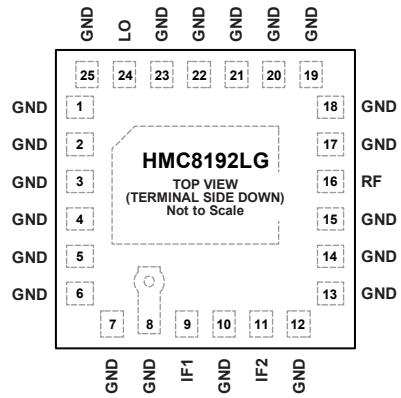 GND LO GND GND GND GND GND
25 24 23 22 21 20 19
GND 1 18 GND
GND 2 17 GND
GND 3 16 RF
GND 4 15 GND
GND 5 14 GND
GND 6 13 GND
HMC8192LG
TOP VIEW
(TERMINAL SIDE DOWN)
Not to Scale
7 8 9 10 11 12
GND GND IF1 GND IF2 GND